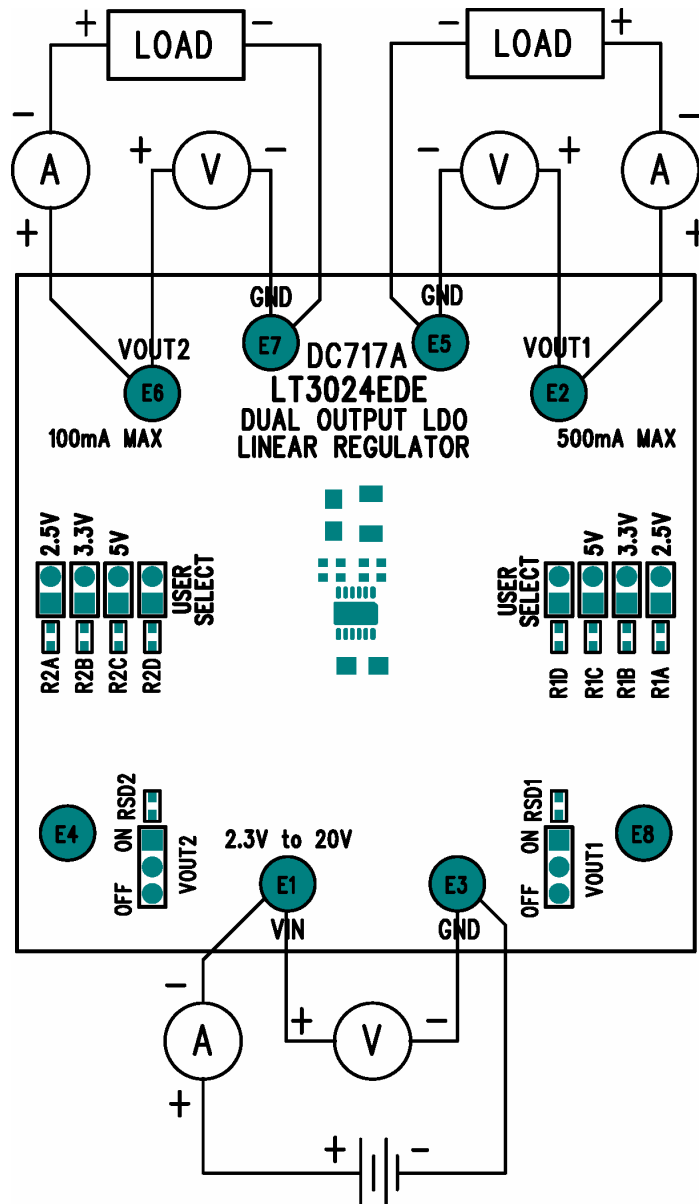 + LOAD -
- LOAD +
-
-
A
+ V -
- V +
A
+
+
GND
GND
E7
E5
VOUT2
DC717A
VOUT1
E6
LT3024EDE
E2
DUAL OUTPUT LDO
100mA MAX
LINEAR REGULATOR
500mA MAX
2.5V
3.3V
5V
USER
SELECT
R2A
R2B
R2C
R2D
USER
SELECT
5V
3.3V
2.5V
R1D
R1C
R1B
R1A
E4
OFF ON RSD2
VOUT2
2.3V to 20V
OFF ON RSD1
VOUT1
E8
E1
E3
VIN
GND
-
A
+ V -
+
+ -